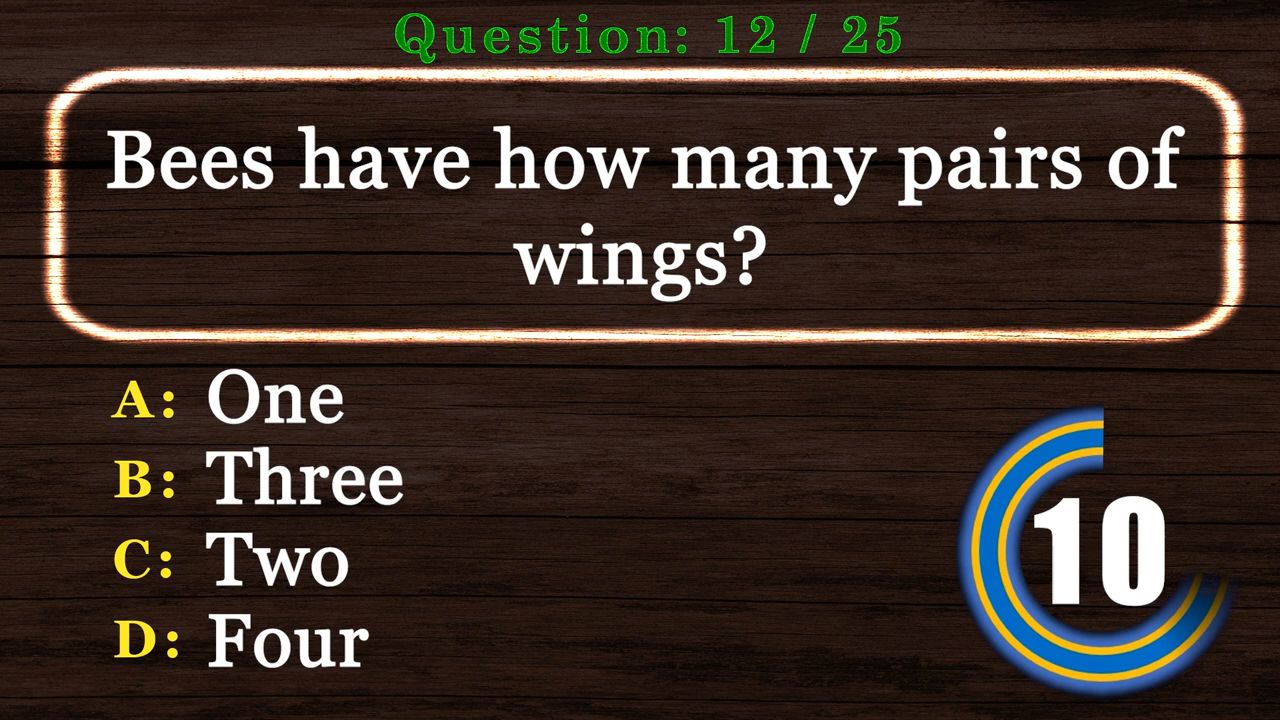 Question: 12 / 25
Bees have how many pairs of
wings?
A: One
B: Three
C: Two
D: Four
10